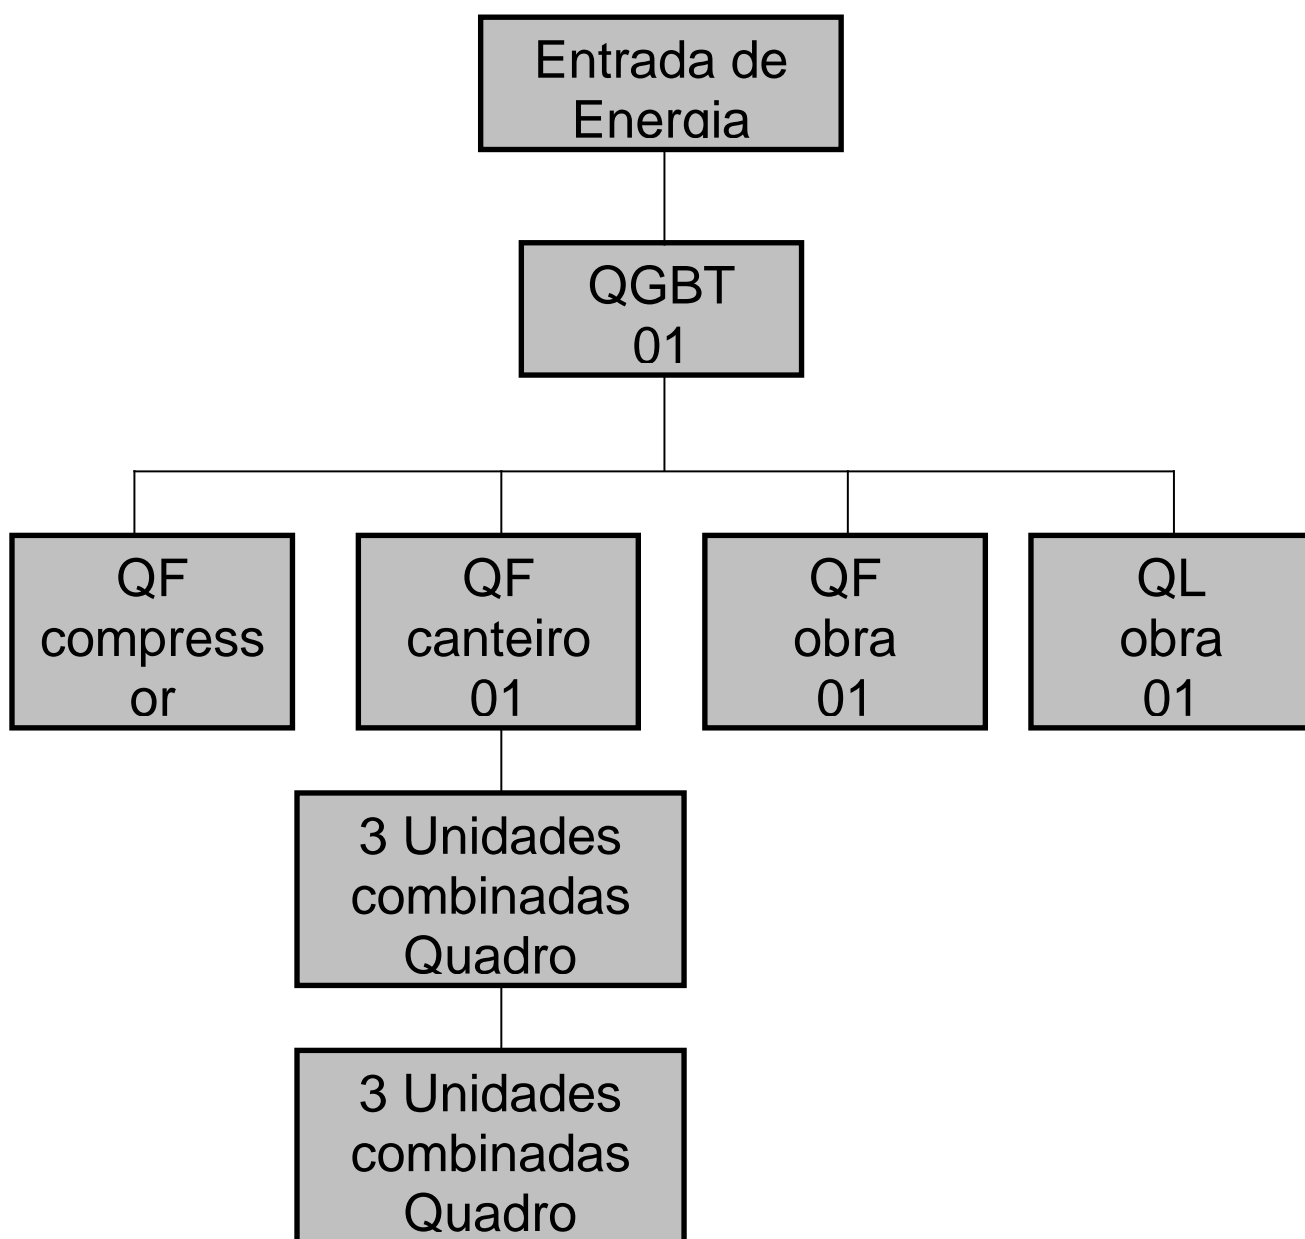 Entrada de
Energia
QGBT
01
QF
compress
or
QF
canteiro
01
QF
obra
01
QL
obra
01
3 Unidades
combinadas
Quadro
3 Unidades
combinadas
Quadro